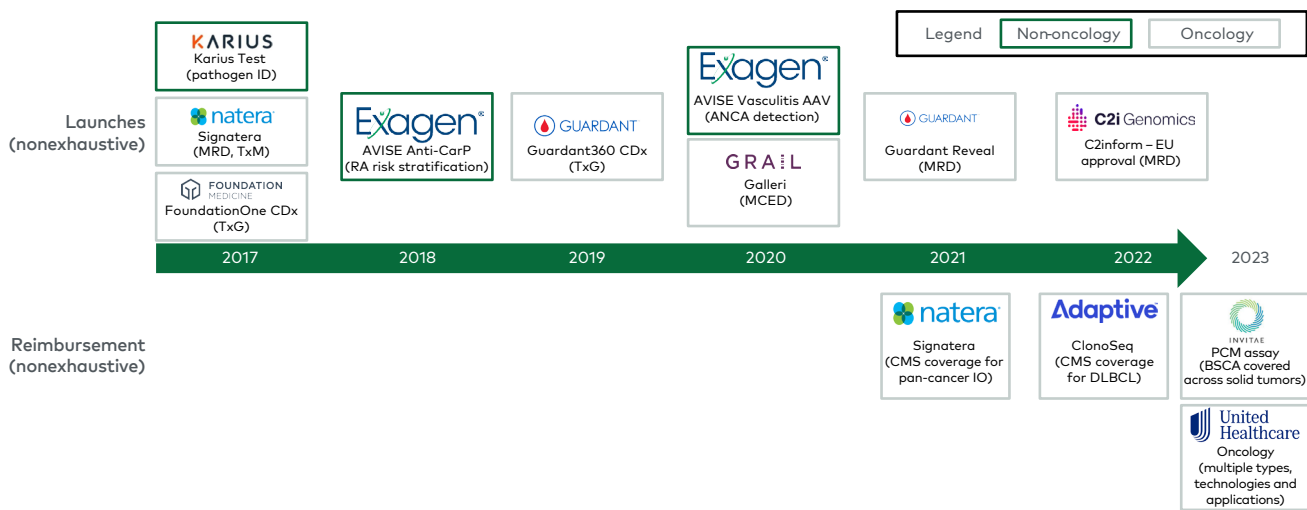 Legend
Non-oncology
Oncology
Launches
(nonexhaustive)
KARIUS
Karius Test
(pathogen ID)
natera
Signatera
(MRD, TxM)
FOUNDATION
MEDICINE
FoundationOne CDx
(TxG)
Exagen®
AVISE Anti-CarP
(RA risk stratification)
GUARDANT
Guardant360 CDx
(TxG)
Exagen®
AVISE Vasculitis AAV
(ANCA detection)
GRAIL
Galleri
(MCED)
GUARDANT
Guardant Reveal
(MRD)
C2i Genomics
C2inform – EU
approval (MRD)
2017
2018
2019
2020
2021
2022
2023
Reimbursement
(nonexhaustive)
natera
Signatera
(CMS coverage for
pan-cancer IO)
Adaptive
ClonoSeq
(CMS coverage
for DLBCL)
INVITAE
PCM assay
(BSCA covered
across solid tumors)
United
Healthcare
Oncology
(multiple types,
technologies and
applications)